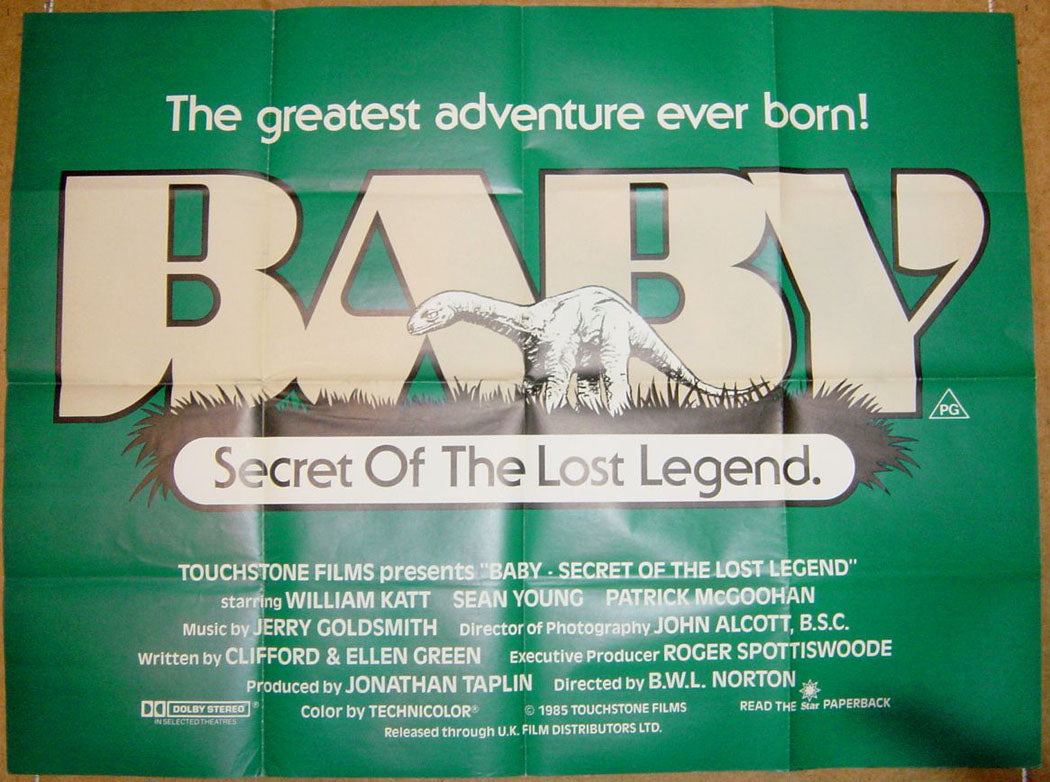 The greatest adventure ever born!
BABY
PG
Secret Of The Lost Legend.
TOUCHSTONE FILMS presents "BABY - SECRET OF THE LOST LEGEND"
starring WILLIAM KATT SEAN YOUNG PATRICK McGOOHAN
Music by JERRY GOLDSMITH Director of Photography JOHN ALCOTT, B.S.C.
Written by CLIFFORD & ELLEN GREEN Executive Producer ROGER SPOTTISWOODE
Produced by JONATHAN TAPLIN Directed by B.W.L. NORTON
DOLBY STEREO ® Color by TECHNICOLOR® © 1985 TOUCHSTONE FILMS READ THE Star PAPERBACK
IN SELECTED THEATRES
Released through U.K. FILM DISTRIBUTORS LTD.